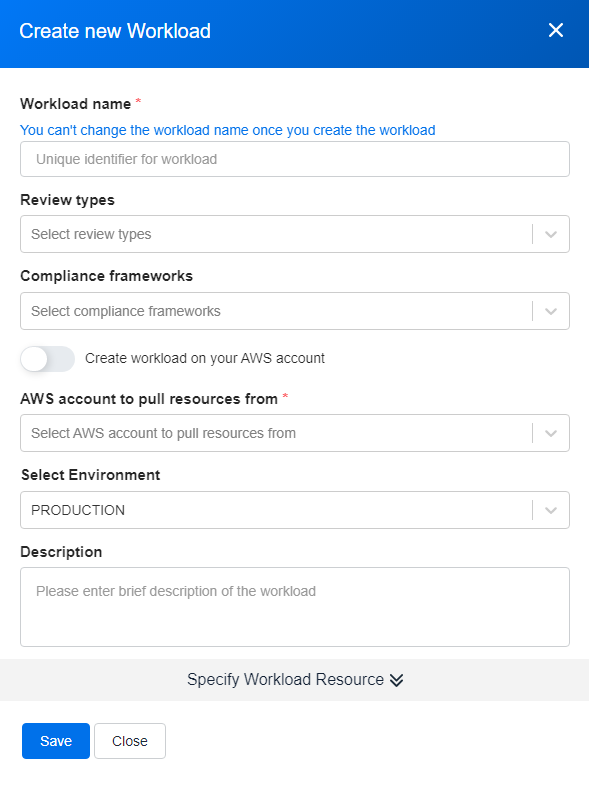 Create new Workload
Workload name *
You can't change the workload name once you create the workload
Unique identifier for workload
Review types
Select review types
Compliance frameworks
Select compliance frameworks
Create workload on your AWS account
AWS account to pull resources from *
Select AWS account to pull resources from
Select Environment
PRODUCTION
Description
Please enter brief description of the workload
Specify Workload Resource
Save Close